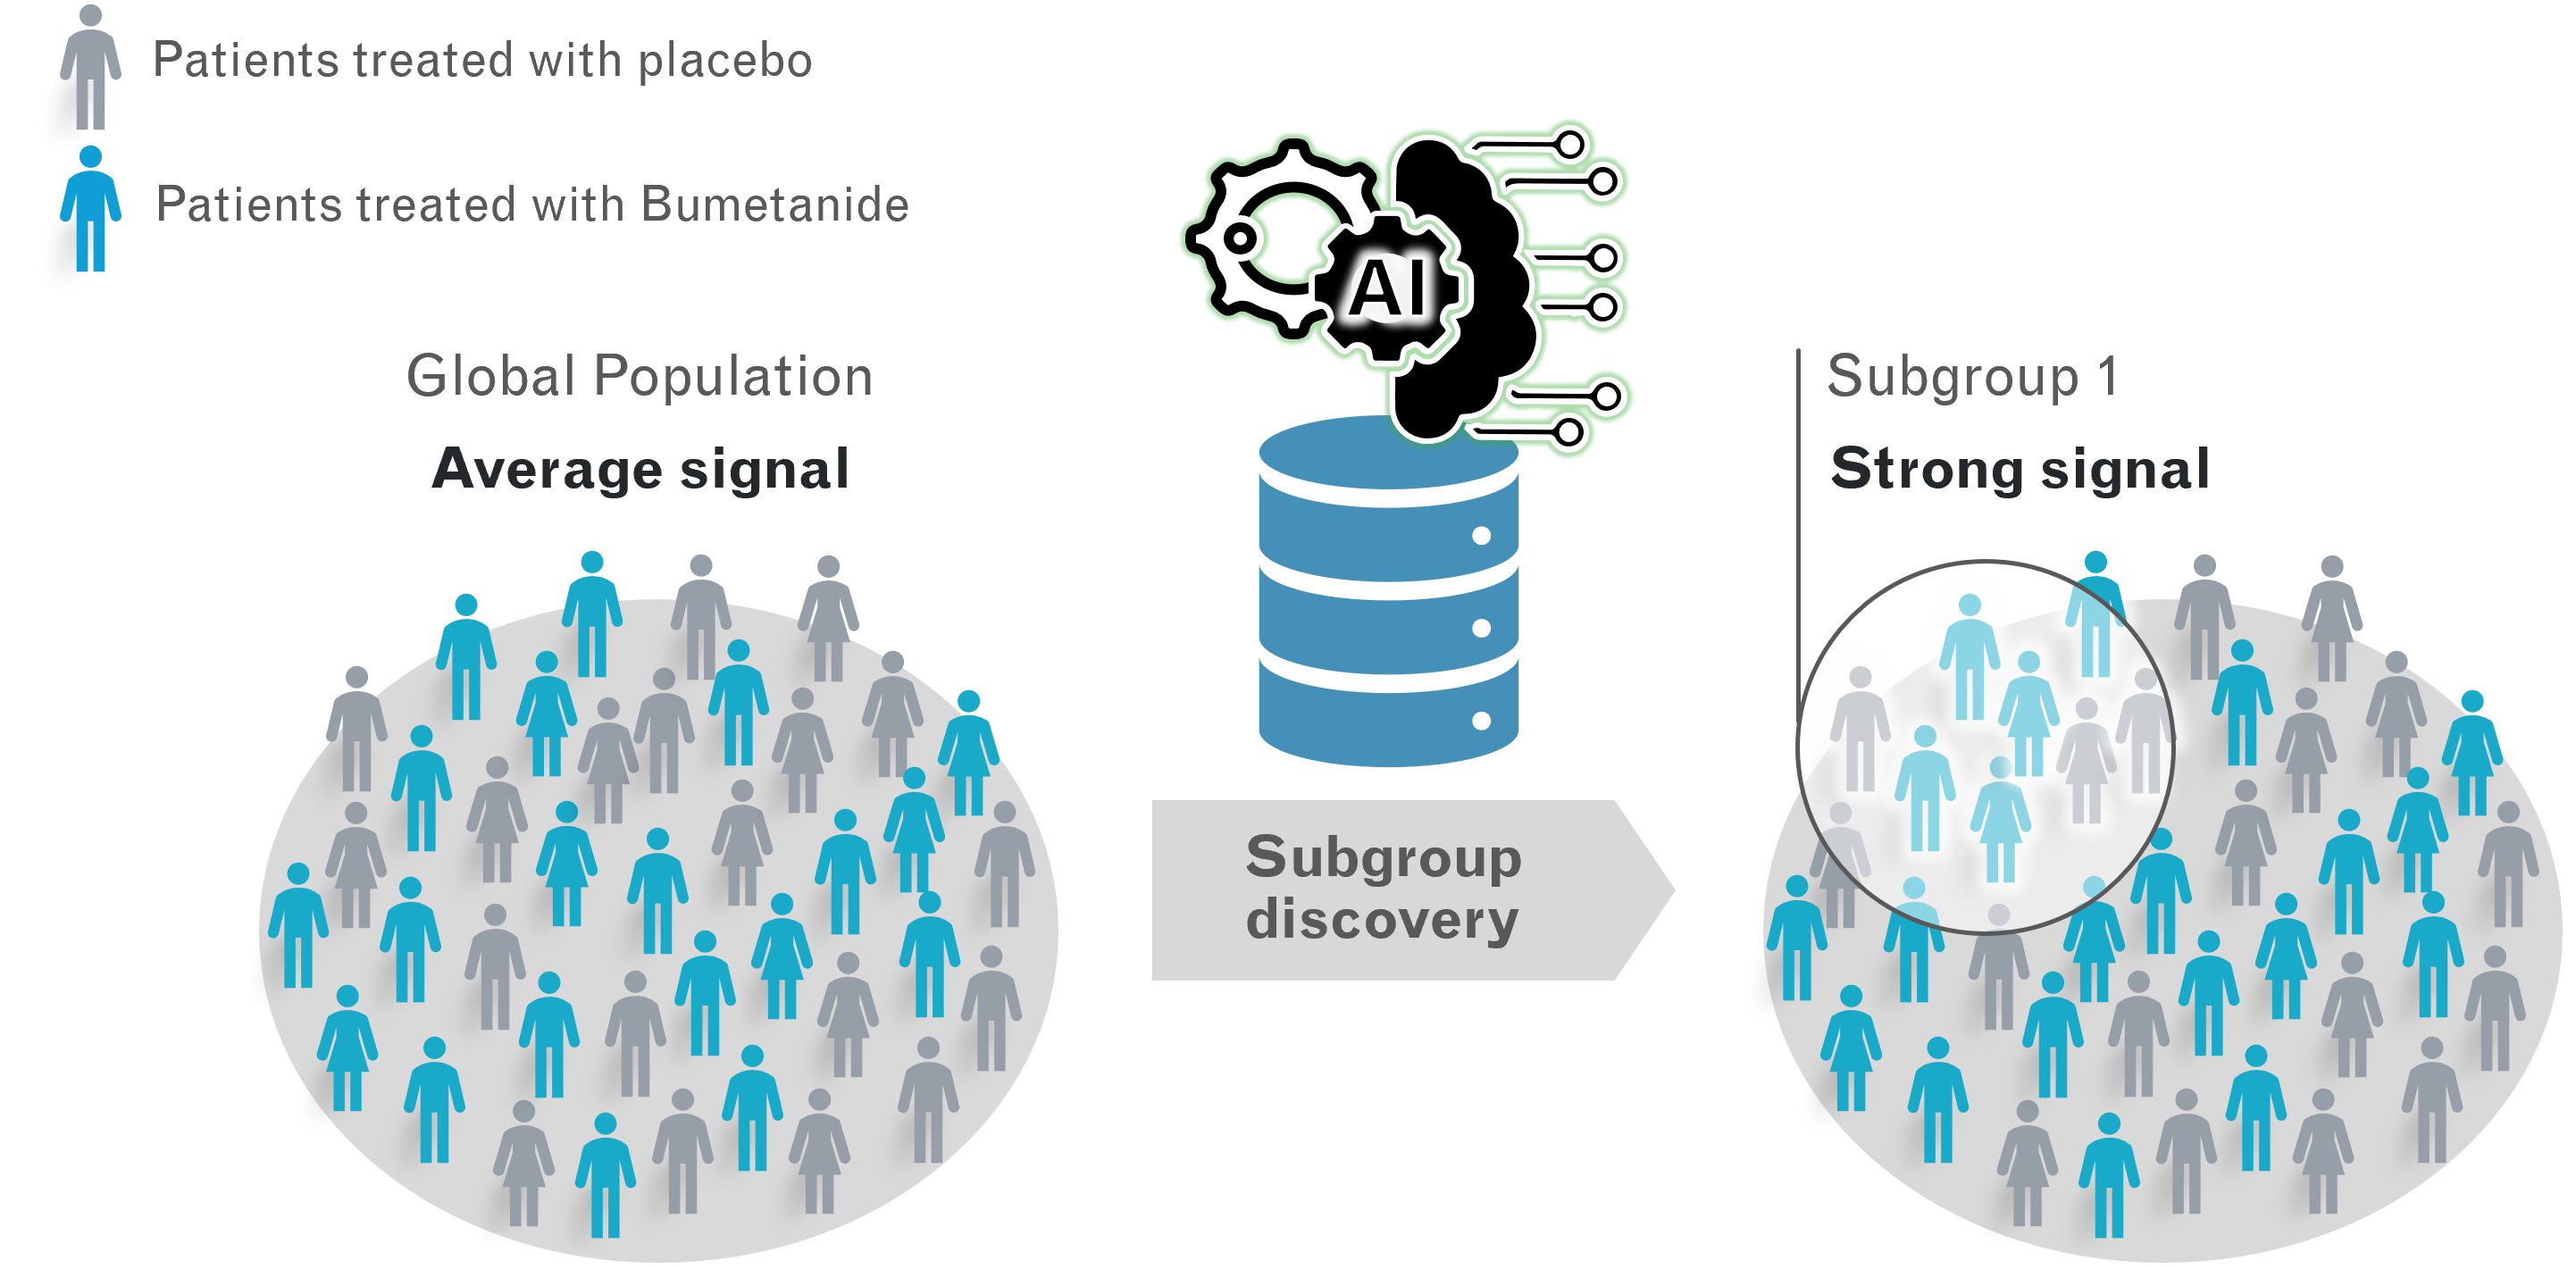 Patients treated with placebo
Patients treated with Bumetanide
Global Population
Average signal
AI
Subgroup
discovery
Subgroup 1
Strong signal